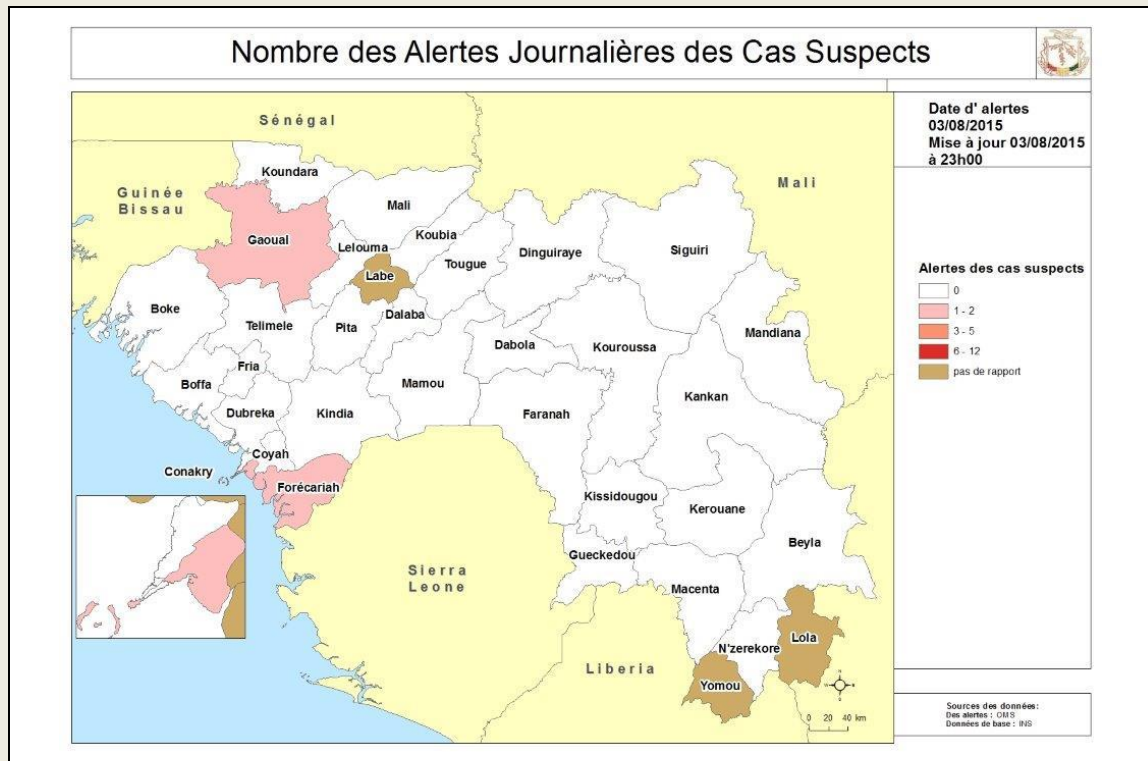 Nombre des Alertes Journalières des Cas Suspects
Date d' alertes
03/08/2015
Mise à jour 03/08/2015
à 23h00
Alertes des cas suspects
0
1 - 2
3 - 5
6 - 12
pas de rapport
Sénégal
Guinée
Bissau
Mali
Koundara
Mali
Gaoual
Lelouma
Koubia
Labe
Tougue
Dinguiraye
Siguiri
Boke
Telimele
Pita
Dalaba
Mandiana
Fria
Dabola
Kouroussa
Boffa
Mamou
Kankan
Dubreka
Kindia
Faranah
Coyah
Conakry
Forécariah
Kissidougou
Kerouane
Beyla
Gueckedou
Sierra
Leone
Macenta
Lola
N'zerekore
Liberia
Yomou
0 20 40 km
Sources des données:
Des alertes : OMS
Données de base : INS